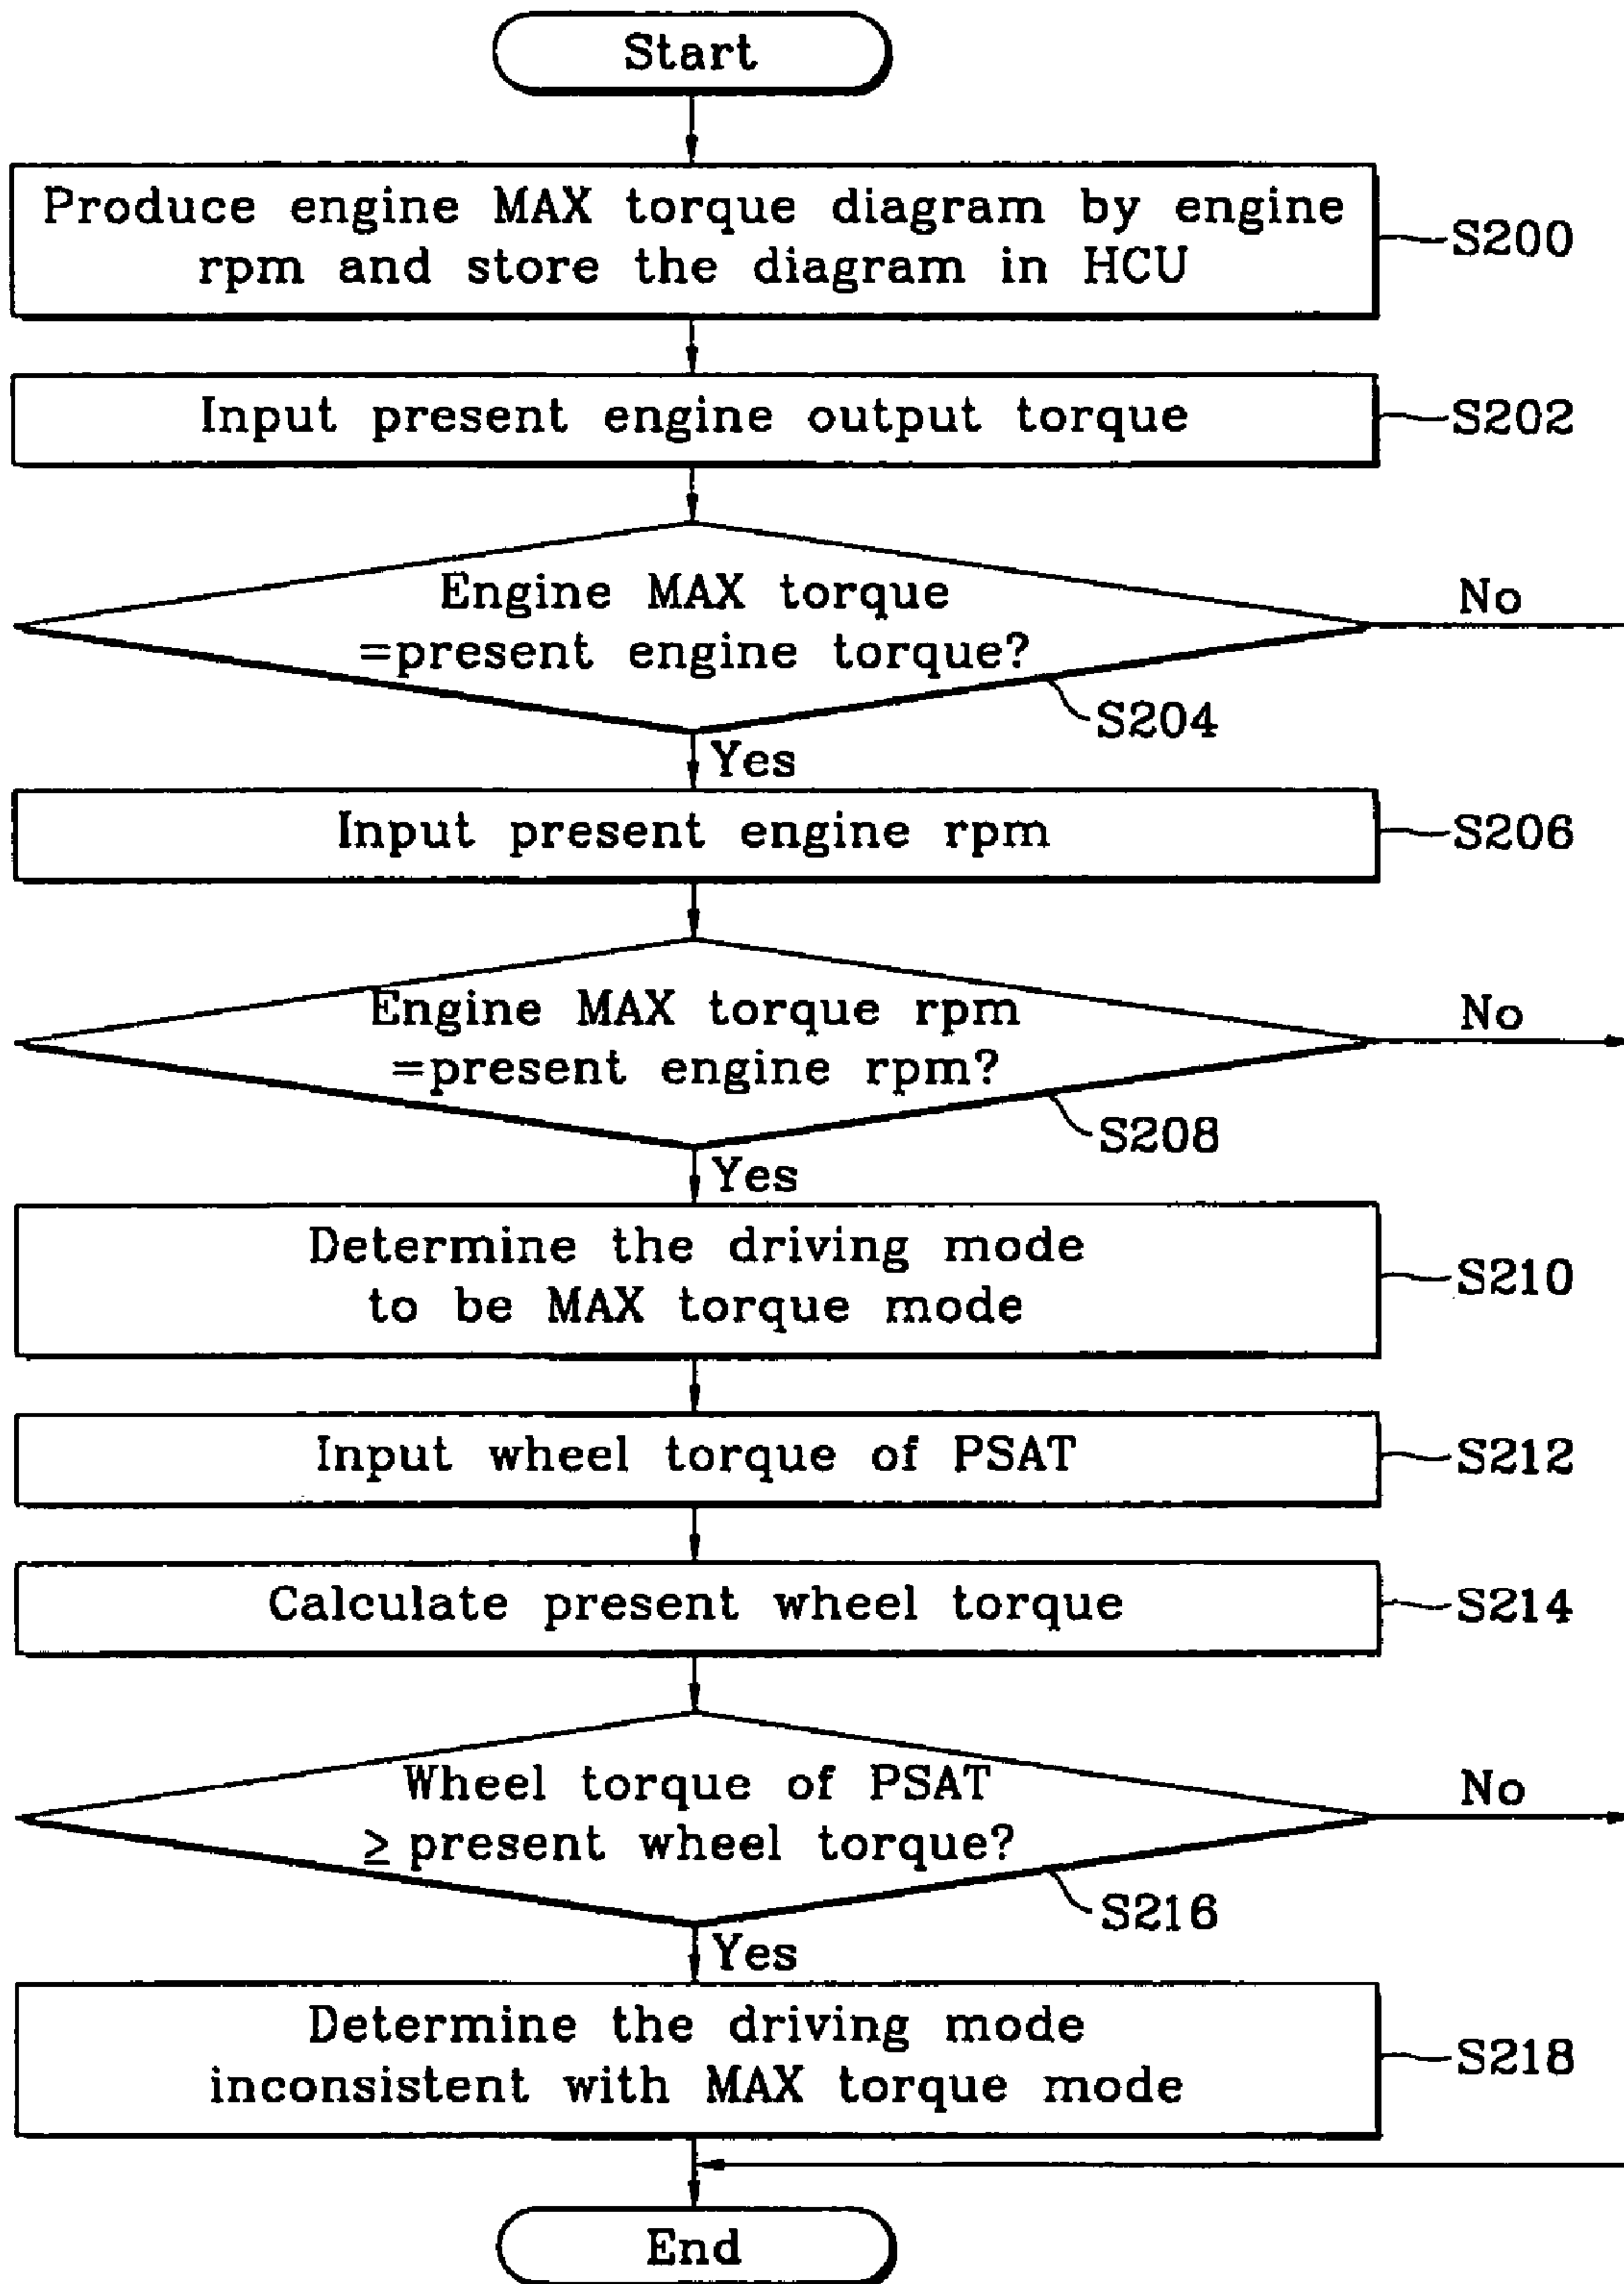 Start
Produce engine MAX torque diagram by engine
rpm and store the diagram in HCU
S200
Input present engine output torque
S202
Engine MAX torque
=present engine torque?
No
S204
Yes
Input present engine rpm
S206
Engine MAX torque rpm
=present engine rpm?
No
S208
Yes
Determine the driving mode
to be MAX torque mode
S210
Input wheel torque of PSAT
S212
Calculate present wheel torque
S214
Wheel torque of PSAT
≥ present wheel torque?
No
S216
Yes
Determine the driving mode
inconsistent with MAX torque mode
S218
End